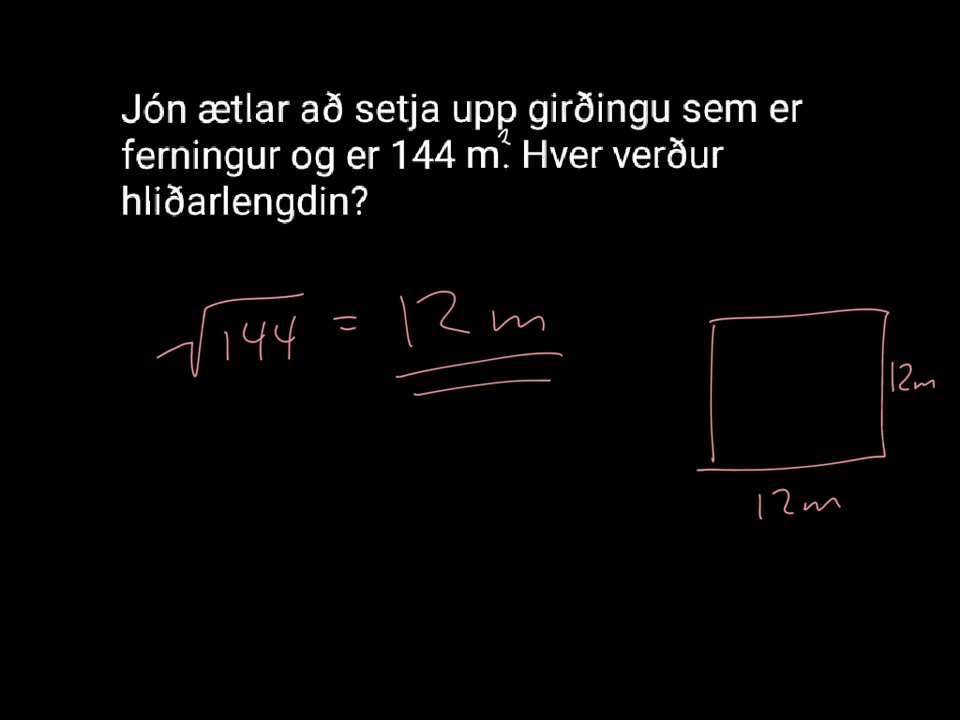 Jón ætlar að setja upp girðingu sem er
ferningur og er 144 m². Hver verður
hliðarlengdin?
√144 = 12 m
12m
12m